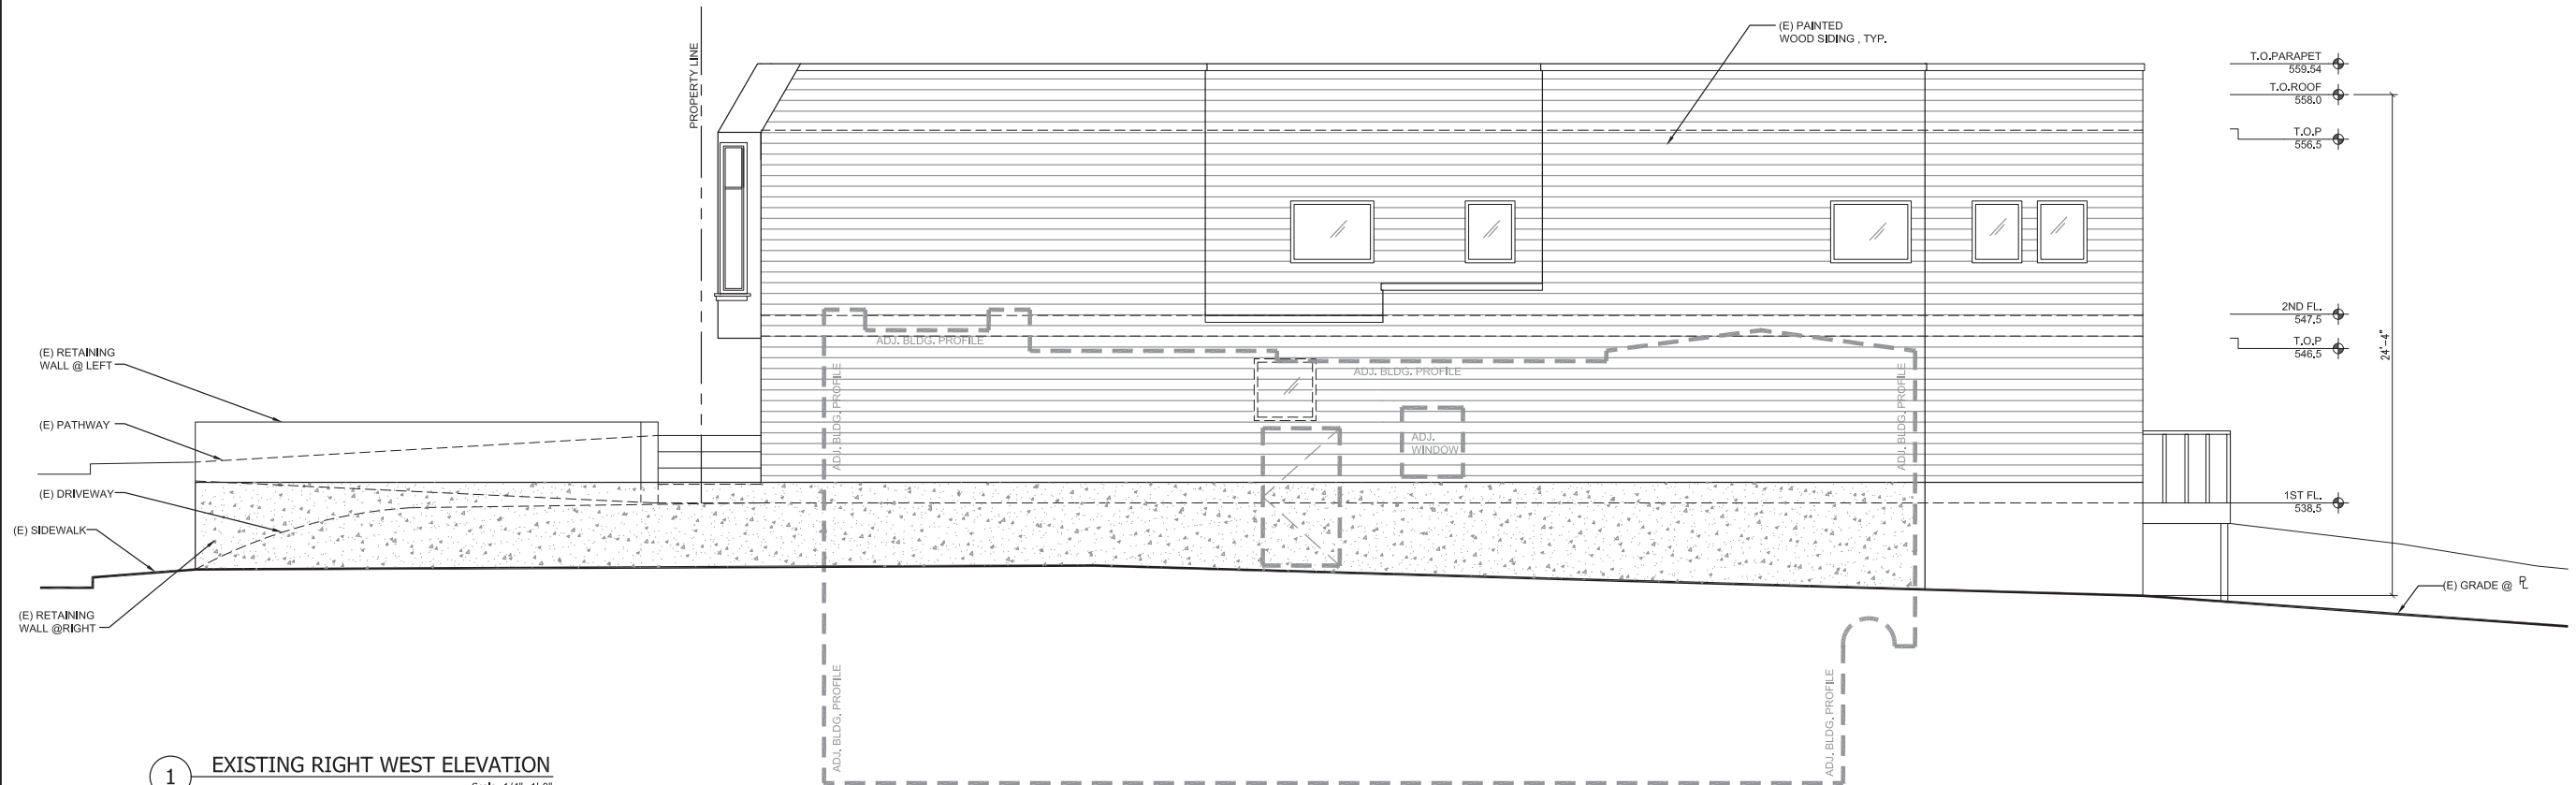 (E) PAINTED
WOOD SIDING , TYP.
PROPERTY LINE
T.O.PARAPET
559.54
T.O.ROOF
558.0
T.O.P
556.5
2ND FL.
547.5
T.O.P
546.5
24'-4"
1ST FL.
538.5
(E) RETAINING
WALL @ LEFT
(E) PATHWAY
(E) DRIVEWAY
(E) SIDEWALK
(E) RETAINING
WALL @RIGHT
ADJ. BLDG. PROFILE
ADJ. BLDG. PROFILE
ADJ. BLDG. PROFILE
ADJ. BLDG. PROFILE
ADJ.
WINDOW
(E) GRADE @ PL
ADJ. BLDG. PROFILE
ADJ. BLDG. PROFILE
1
EXISTING RIGHT WEST ELEVATION